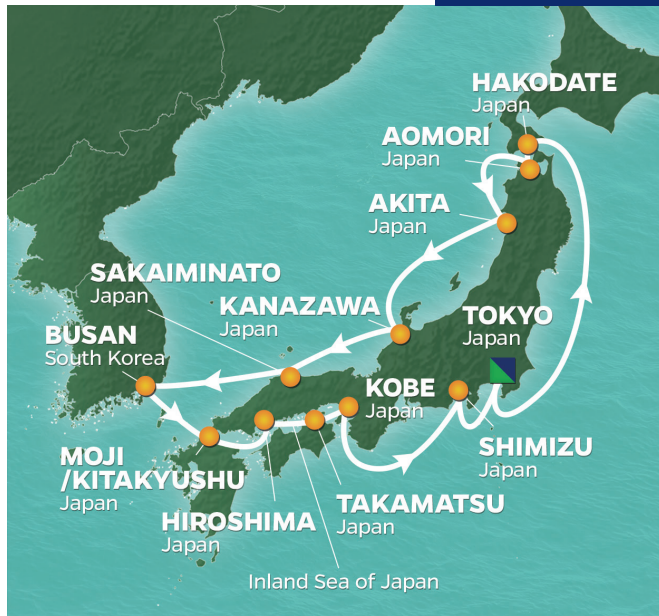 HAKODATE
Japan
AOMORI
Japan
AKITA
Japan
SAKAIMINATO
Japan
KANAZAWA
Japan
TOKYO
Japan
BUSAN
South Korea
KOBE
Japan
SHIMIZU
Japan
MOJI
/KITAKYUSHU
Japan
TAKAMATSU
Japan
HIROSHIMA
Japan
Inland Sea of Japan